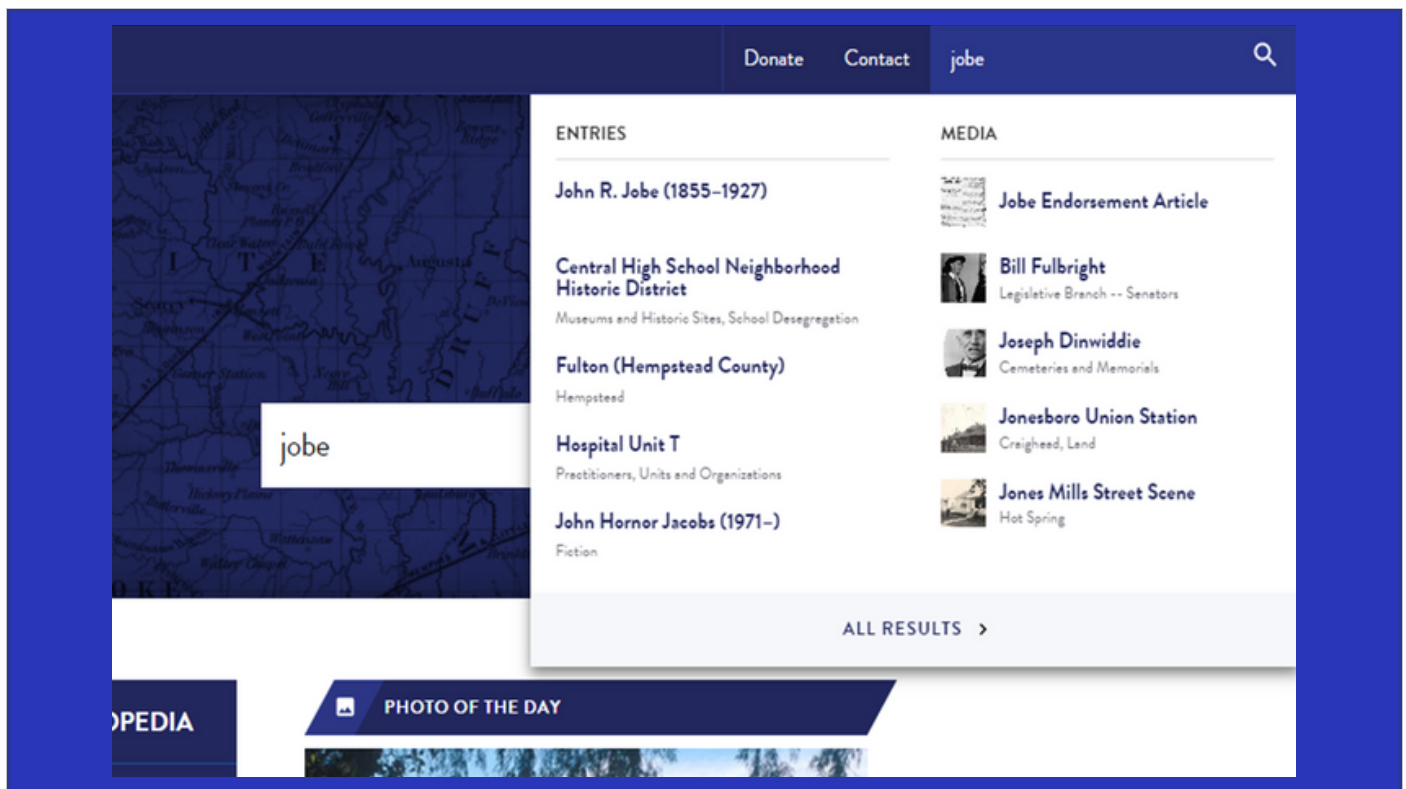 Donate Contact jobe
ENTRIES
John R. Jobe (1855–1927)
Central High School Neighborhood
Historic District
Museums and Historic Sites, School Desegregation
Fulton (Hempstead County)
Hempstead
Hospital Unit T
Practitioners, Units and Organizations
John Hornor Jacobs (1971–)
Fiction
MEDIA
Jobe Endorsement Article
Bill Fulbright
Legislative Branch -- Senators
Joseph Dinwiddie
Cemeteries and Memorials
Jonesboro Union Station
Craighead, Land
Jones Mills Street Scene
Hot Spring
ALL RESULTS
I T E
Augusta
DRUFF
jobe
OKE
OPEDIA
PHOTO OF THE DAY